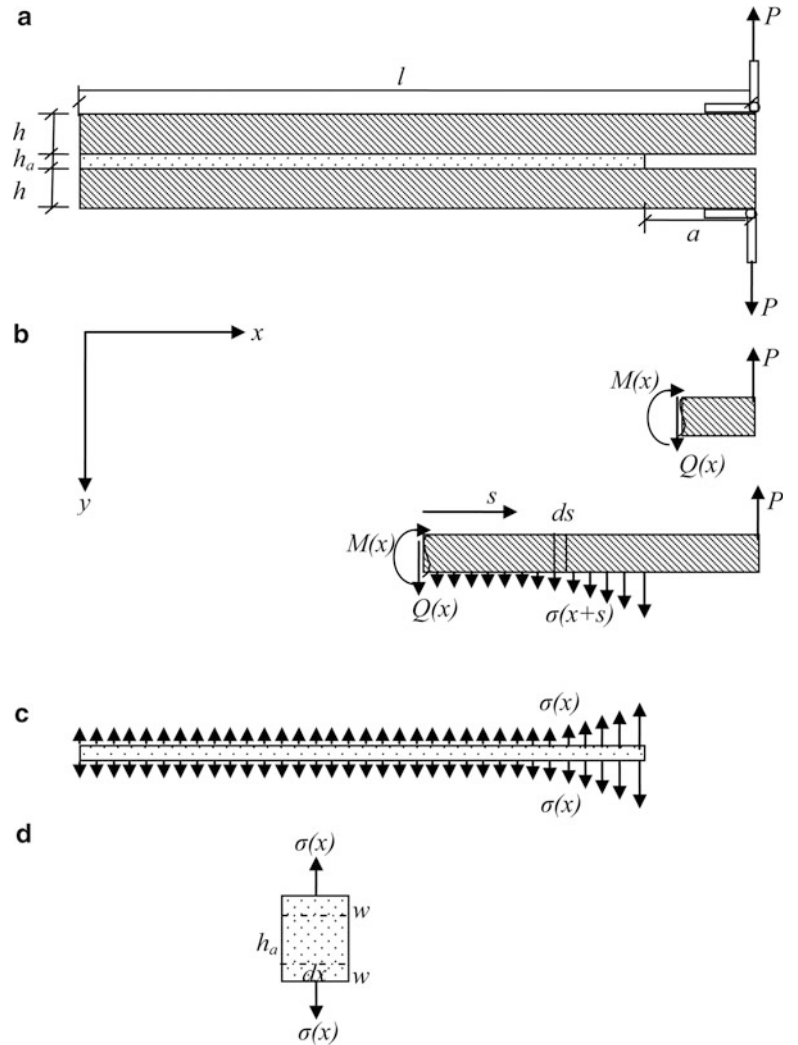 a
P
l
h
h_a
h
a
P
b
x
y
P
M(x)
Q(x)
s
ds
P
M(x)
Q(x)
σ(x+s)
c
σ(x)
σ(x)
d
σ(x)
w
h_a
dx
w
σ(x)